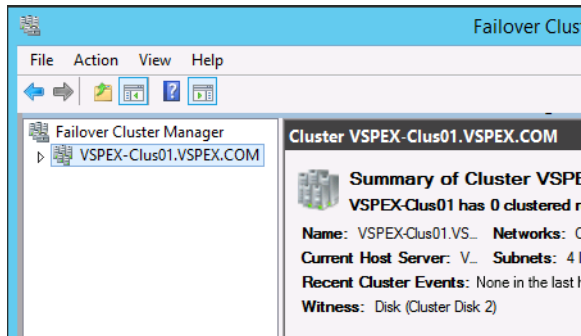 Failover Clus
File Action View Help
Failover Cluster Manager
VSPEX-Clus01.VSPEX.COM
Cluster VSPEX-Clus01.VSPEX.COM
Summary of Cluster VSPE
VSPEX-Clus01 has 0 clustered r
Name: VSPEX-Clus01.VS... Networks: C
Current Host Server: V... Subnets: 4 I
Recent Cluster Events: None in the last h
Witness: Disk (Cluster Disk 2)